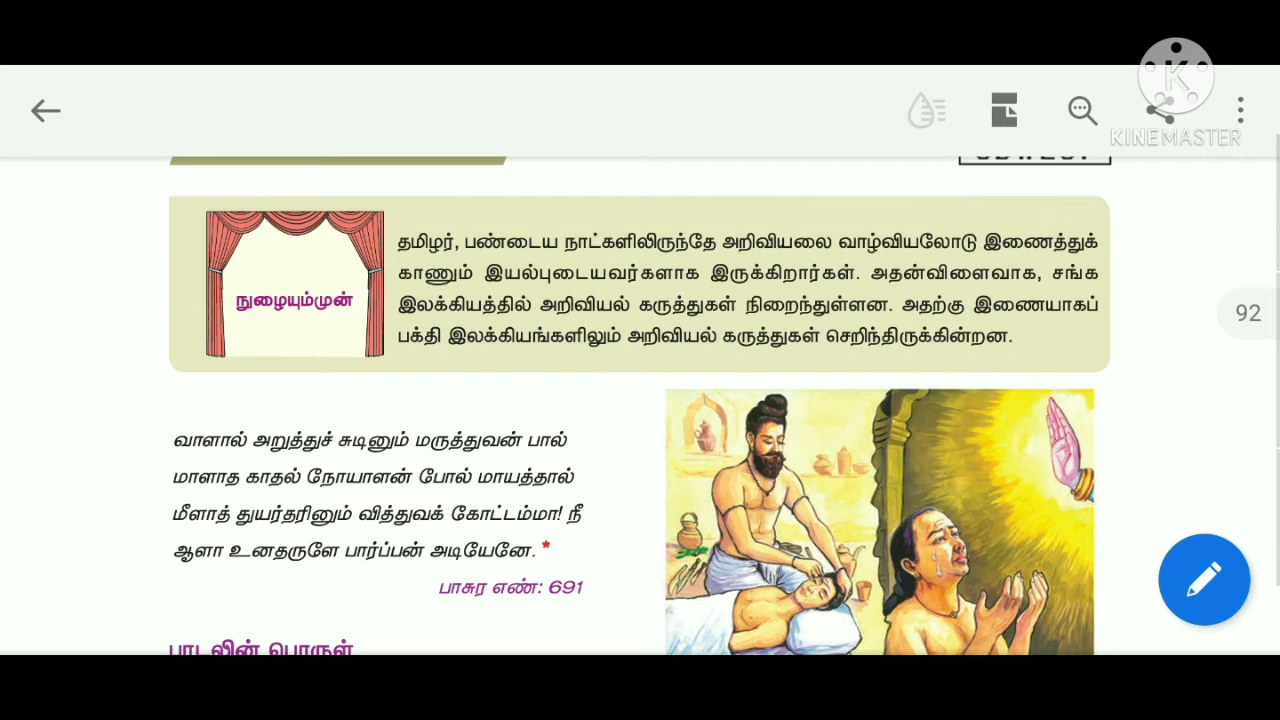 KINEMASTER
நுழையும்முன்
தமிழர், பண்டைய நாட்களிலிருந்தே அறிவியலை வாழ்வியலோடு இணைத்துக்
காணும் இயல்புடையவர்களாக இருக்கிறார்கள். அதன்விளைவாக, சங்க
இலக்கியத்தில் அறிவியல் கருத்துகள் நிறைந்துள்ளன. அதற்கு இணையாகப்
பக்தி இலக்கியங்களிலும் அறிவியல் கருத்துகள் செறிந்திருக்கின்றன.
92
வாளால் அறுத்துச் சுடினும் மருத்துவன் பால்
மாளாத காதல் நோயாளன் போல் மாயத்தால்
மீளாத் துயர்தரினும் வித்துவக் கோட்டம்மா! நீ
ஆளா உனதருளே பார்ப்பன் அடியேனே. *
பாசுர எண்: 691
பாடலின் பொருள்